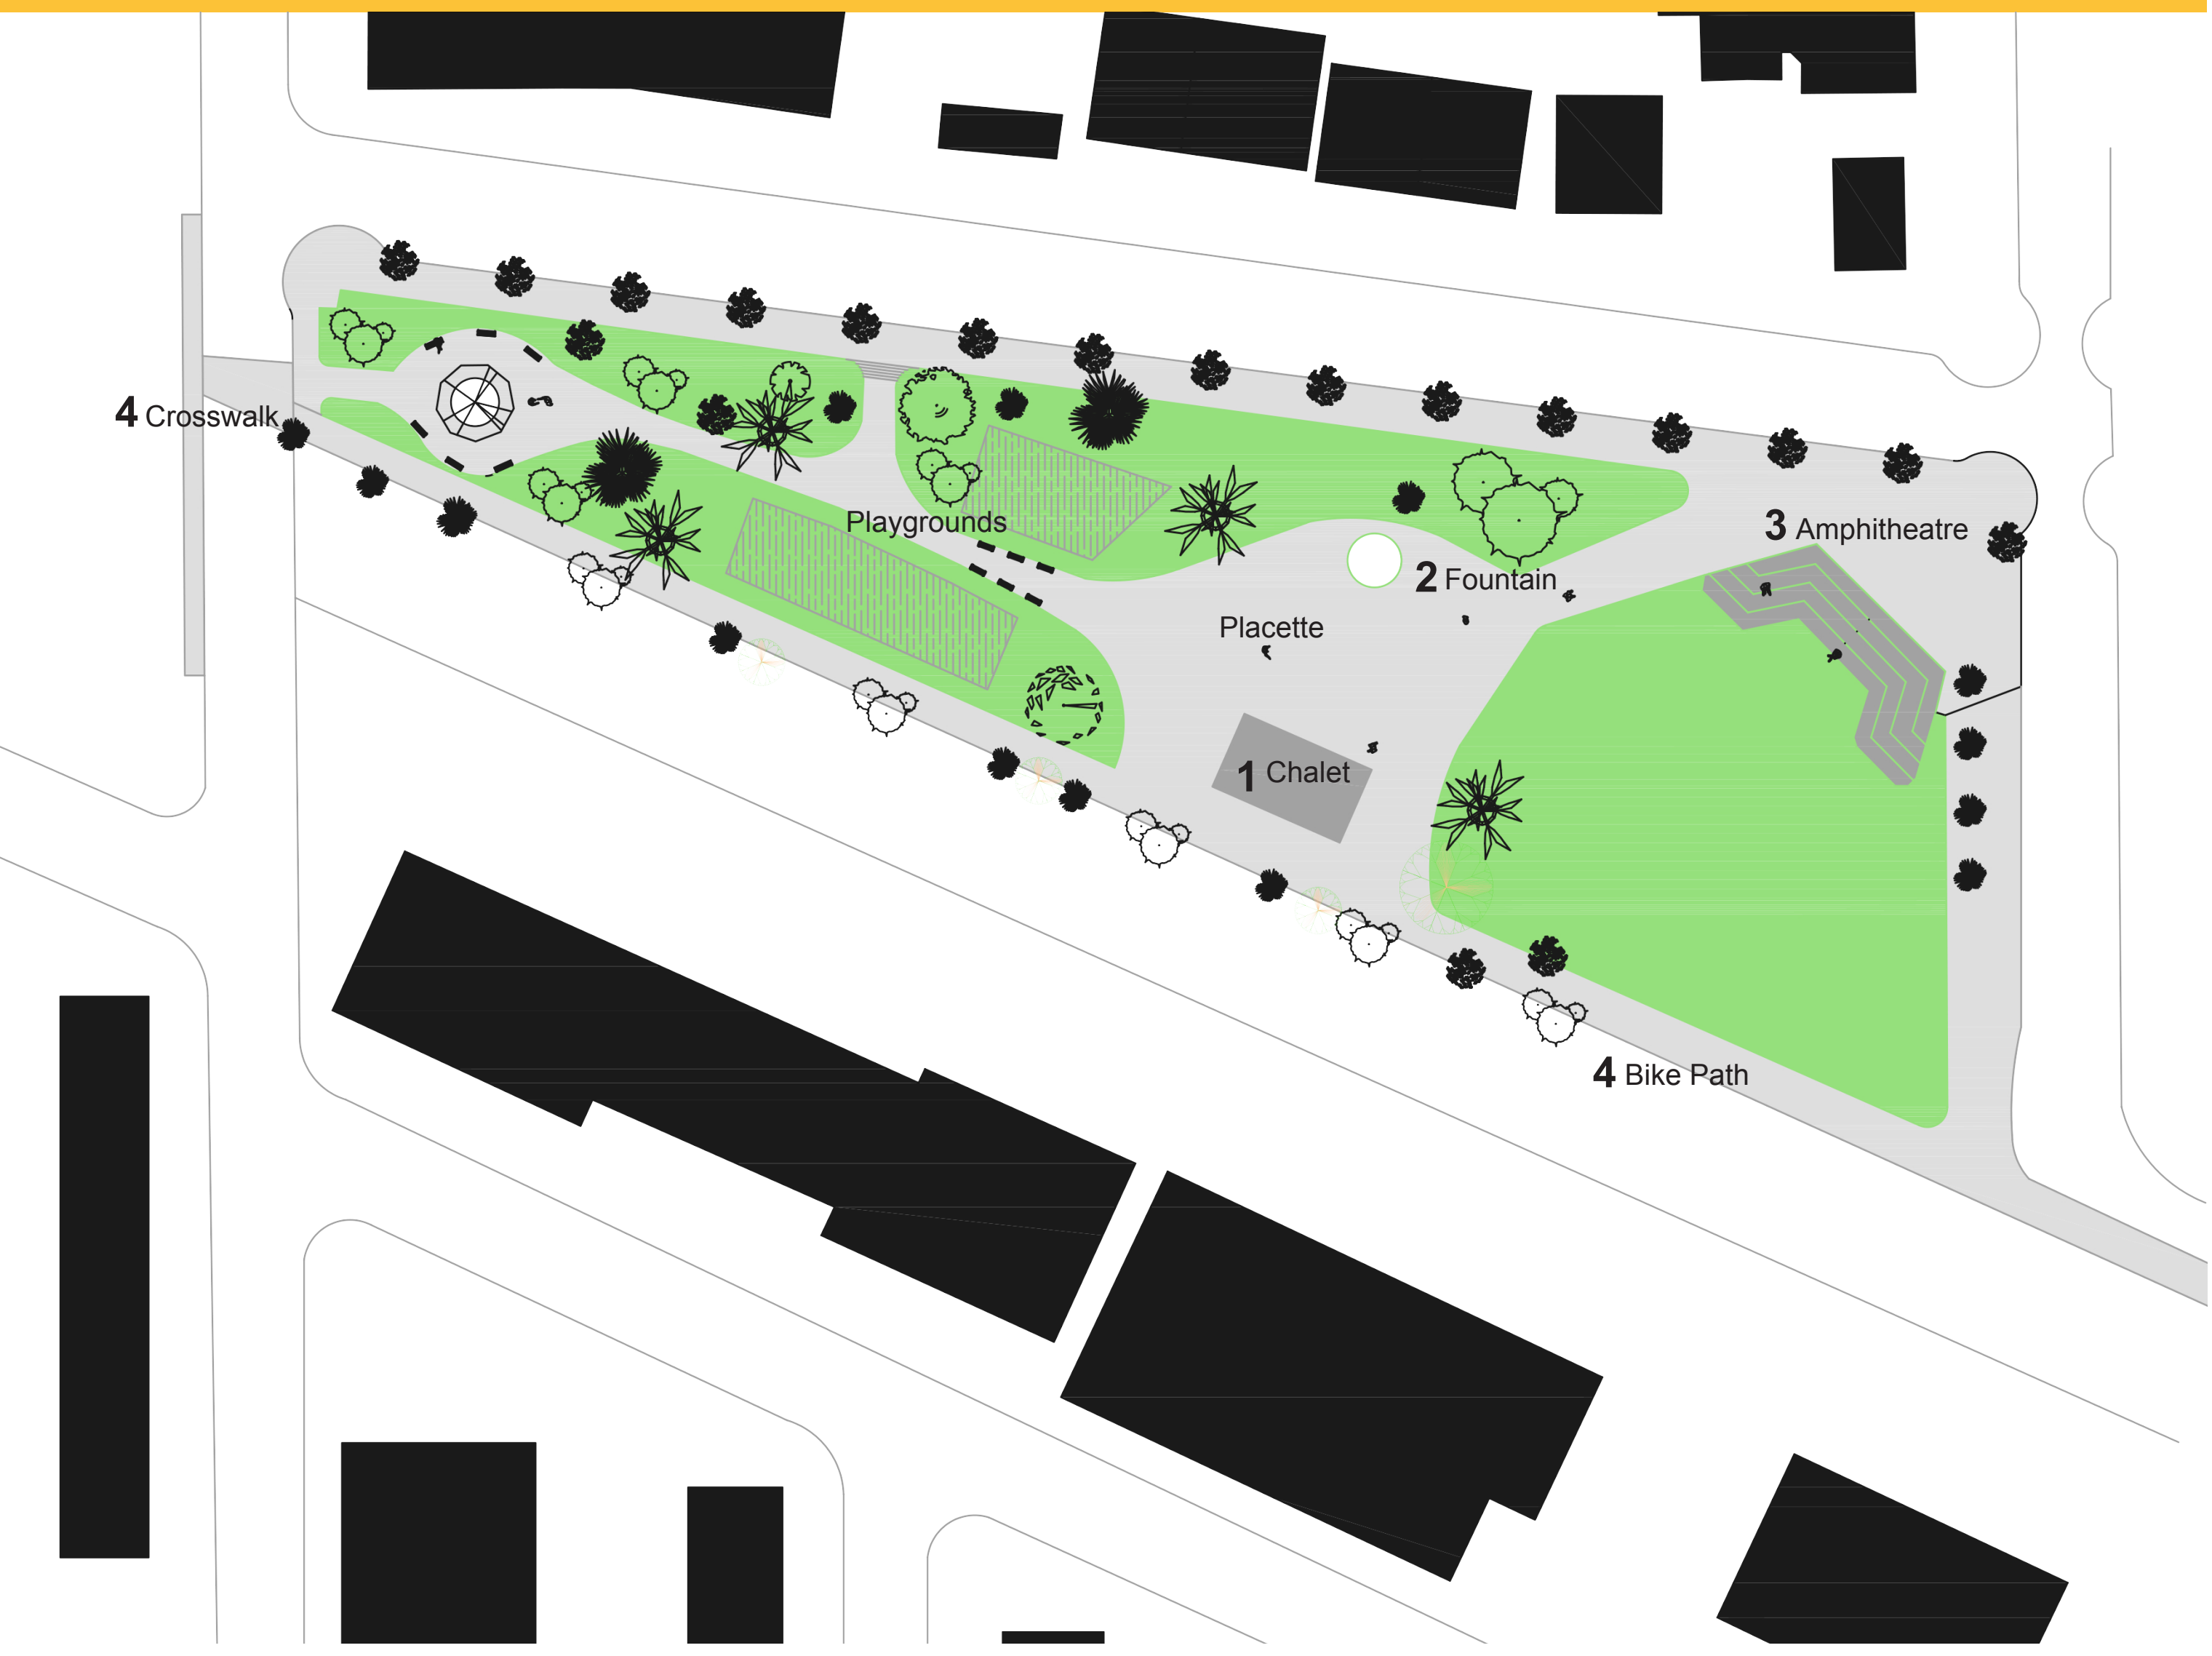 4 Crosswalk
Playgrounds
3 Amphitheatre
2 Fountain
Placette
1 Chalet
4 Bike Path